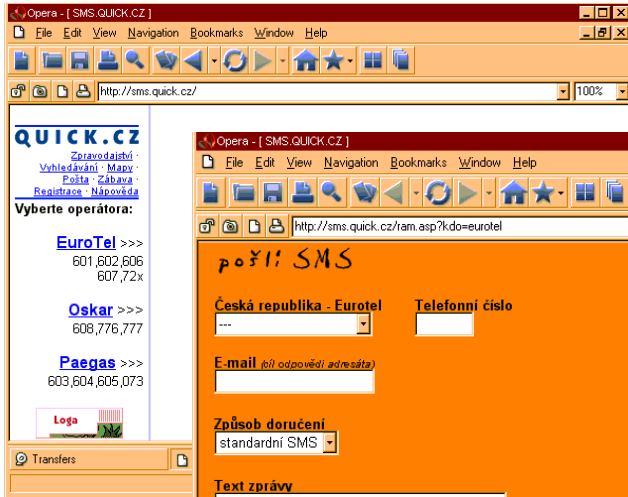 Opera - [ SMS.QUICK.CZ ]
File Edit View Navigation Bookmarks Window Help
http://sms.quick.cz/
100%
QUICK.CZ
Zpravodajství ·
Vyhledávání · Mapy ·
Pošta · Zábava ·
Registrace · Nápověda
Vyberte operátora:
EuroTel >>>
601,602,606
607,72x
Oskar >>>
608,776,777
Paegas >>>
603,604,605,073
Loga
Transfers
Opera - [ SMS.QUICK.CZ ]
File Edit View Navigation Bookmarks Window Help
http://sms.quick.cz/ram.asp?kdo=eurotel
pošli SMS
Česká republika - Eurotel Telefonní číslo
---
E-mail (cíl odpovědi adresáta)
Způsob doručení
standardní SMS
Text zprávy